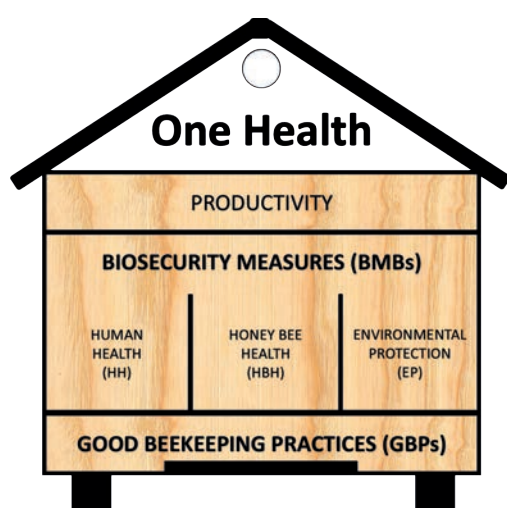 One Health
PRODUCTIVITY
BIOSECURITY MEASURES (BMBs)
HUMAN
HEALTH
(HH)
HONEY BEE
HEALTH
(HBH)
ENVIRONMENTAL
PROTECTION
(EP)
GOOD BEEKEEPING PRACTICES (GBPs)